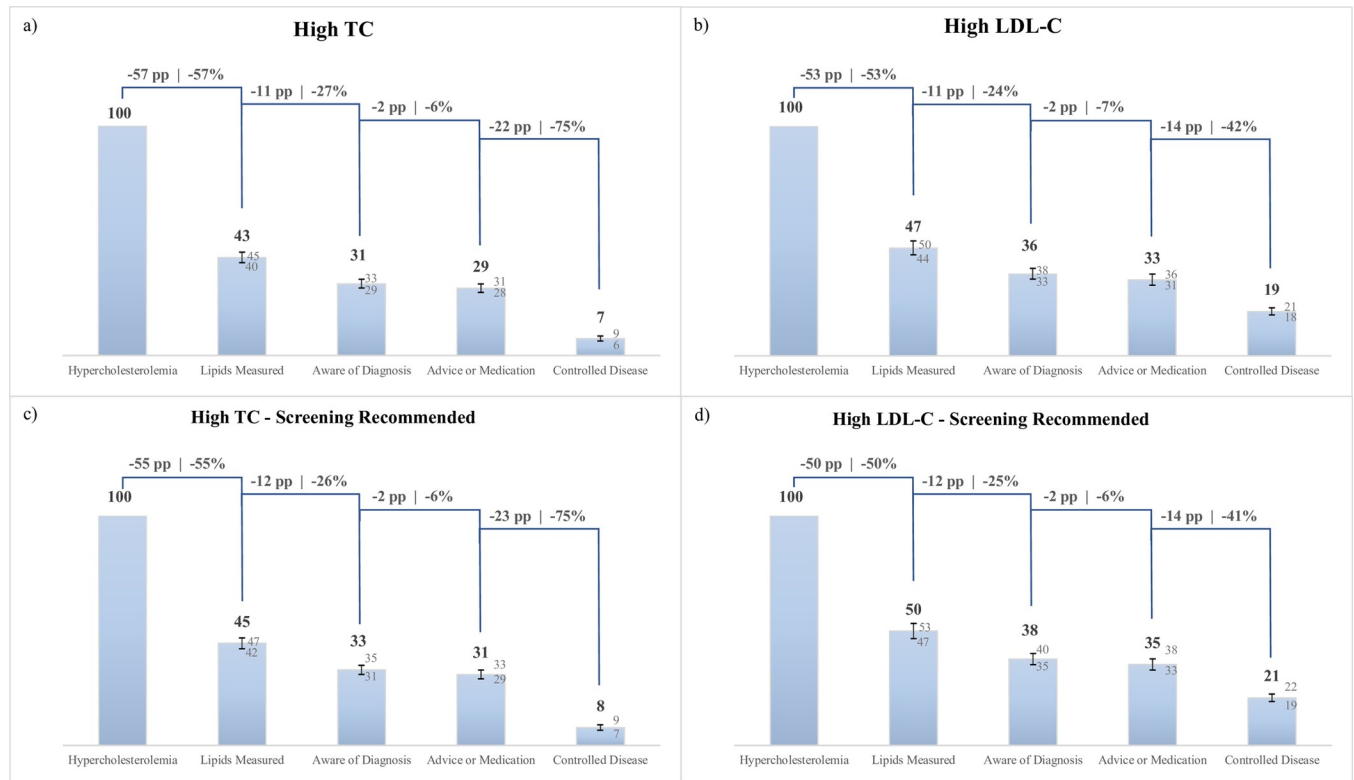 a)
High TC
-57 pp | -57%
-11 pp | -27%
-2 pp | -6%
-22 pp | -75%
100
43
45
40
31
33
29
29
31
28
7
9
6
Hypercholesterolemia Lipids Measured Aware of Diagnosis Advice or Medication Controlled Disease
b)
High LDL-C
-53 pp | -53%
-11 pp | -24%
-2 pp | -7%
-14 pp | -42%
100
47
50
44
36
38
33
33
36
31
19
21
18
Hypercholesterolemia Lipids Measured Aware of Diagnosis Advice or Medication Controlled Disease
c)
High TC - Screening Recommended
-55 pp | -55%
-12 pp | -26%
-2 pp | -6%
-23 pp | -75%
100
45
47
42
33
35
31
31
33
29
8
9
7
Hypercholesterolemia Lipids Measured Aware of Diagnosis Advice or Medication Controlled Disease
d)
High LDL-C - Screening Recommended
-50 pp | -50%
-12 pp | -25%
-2 pp | -6%
-14 pp | -41%
100
50
53
47
38
40
35
35
38
33
21
22
19
Hypercholesterolemia Lipids Measured Aware of Diagnosis Advice or Medication Controlled Disease